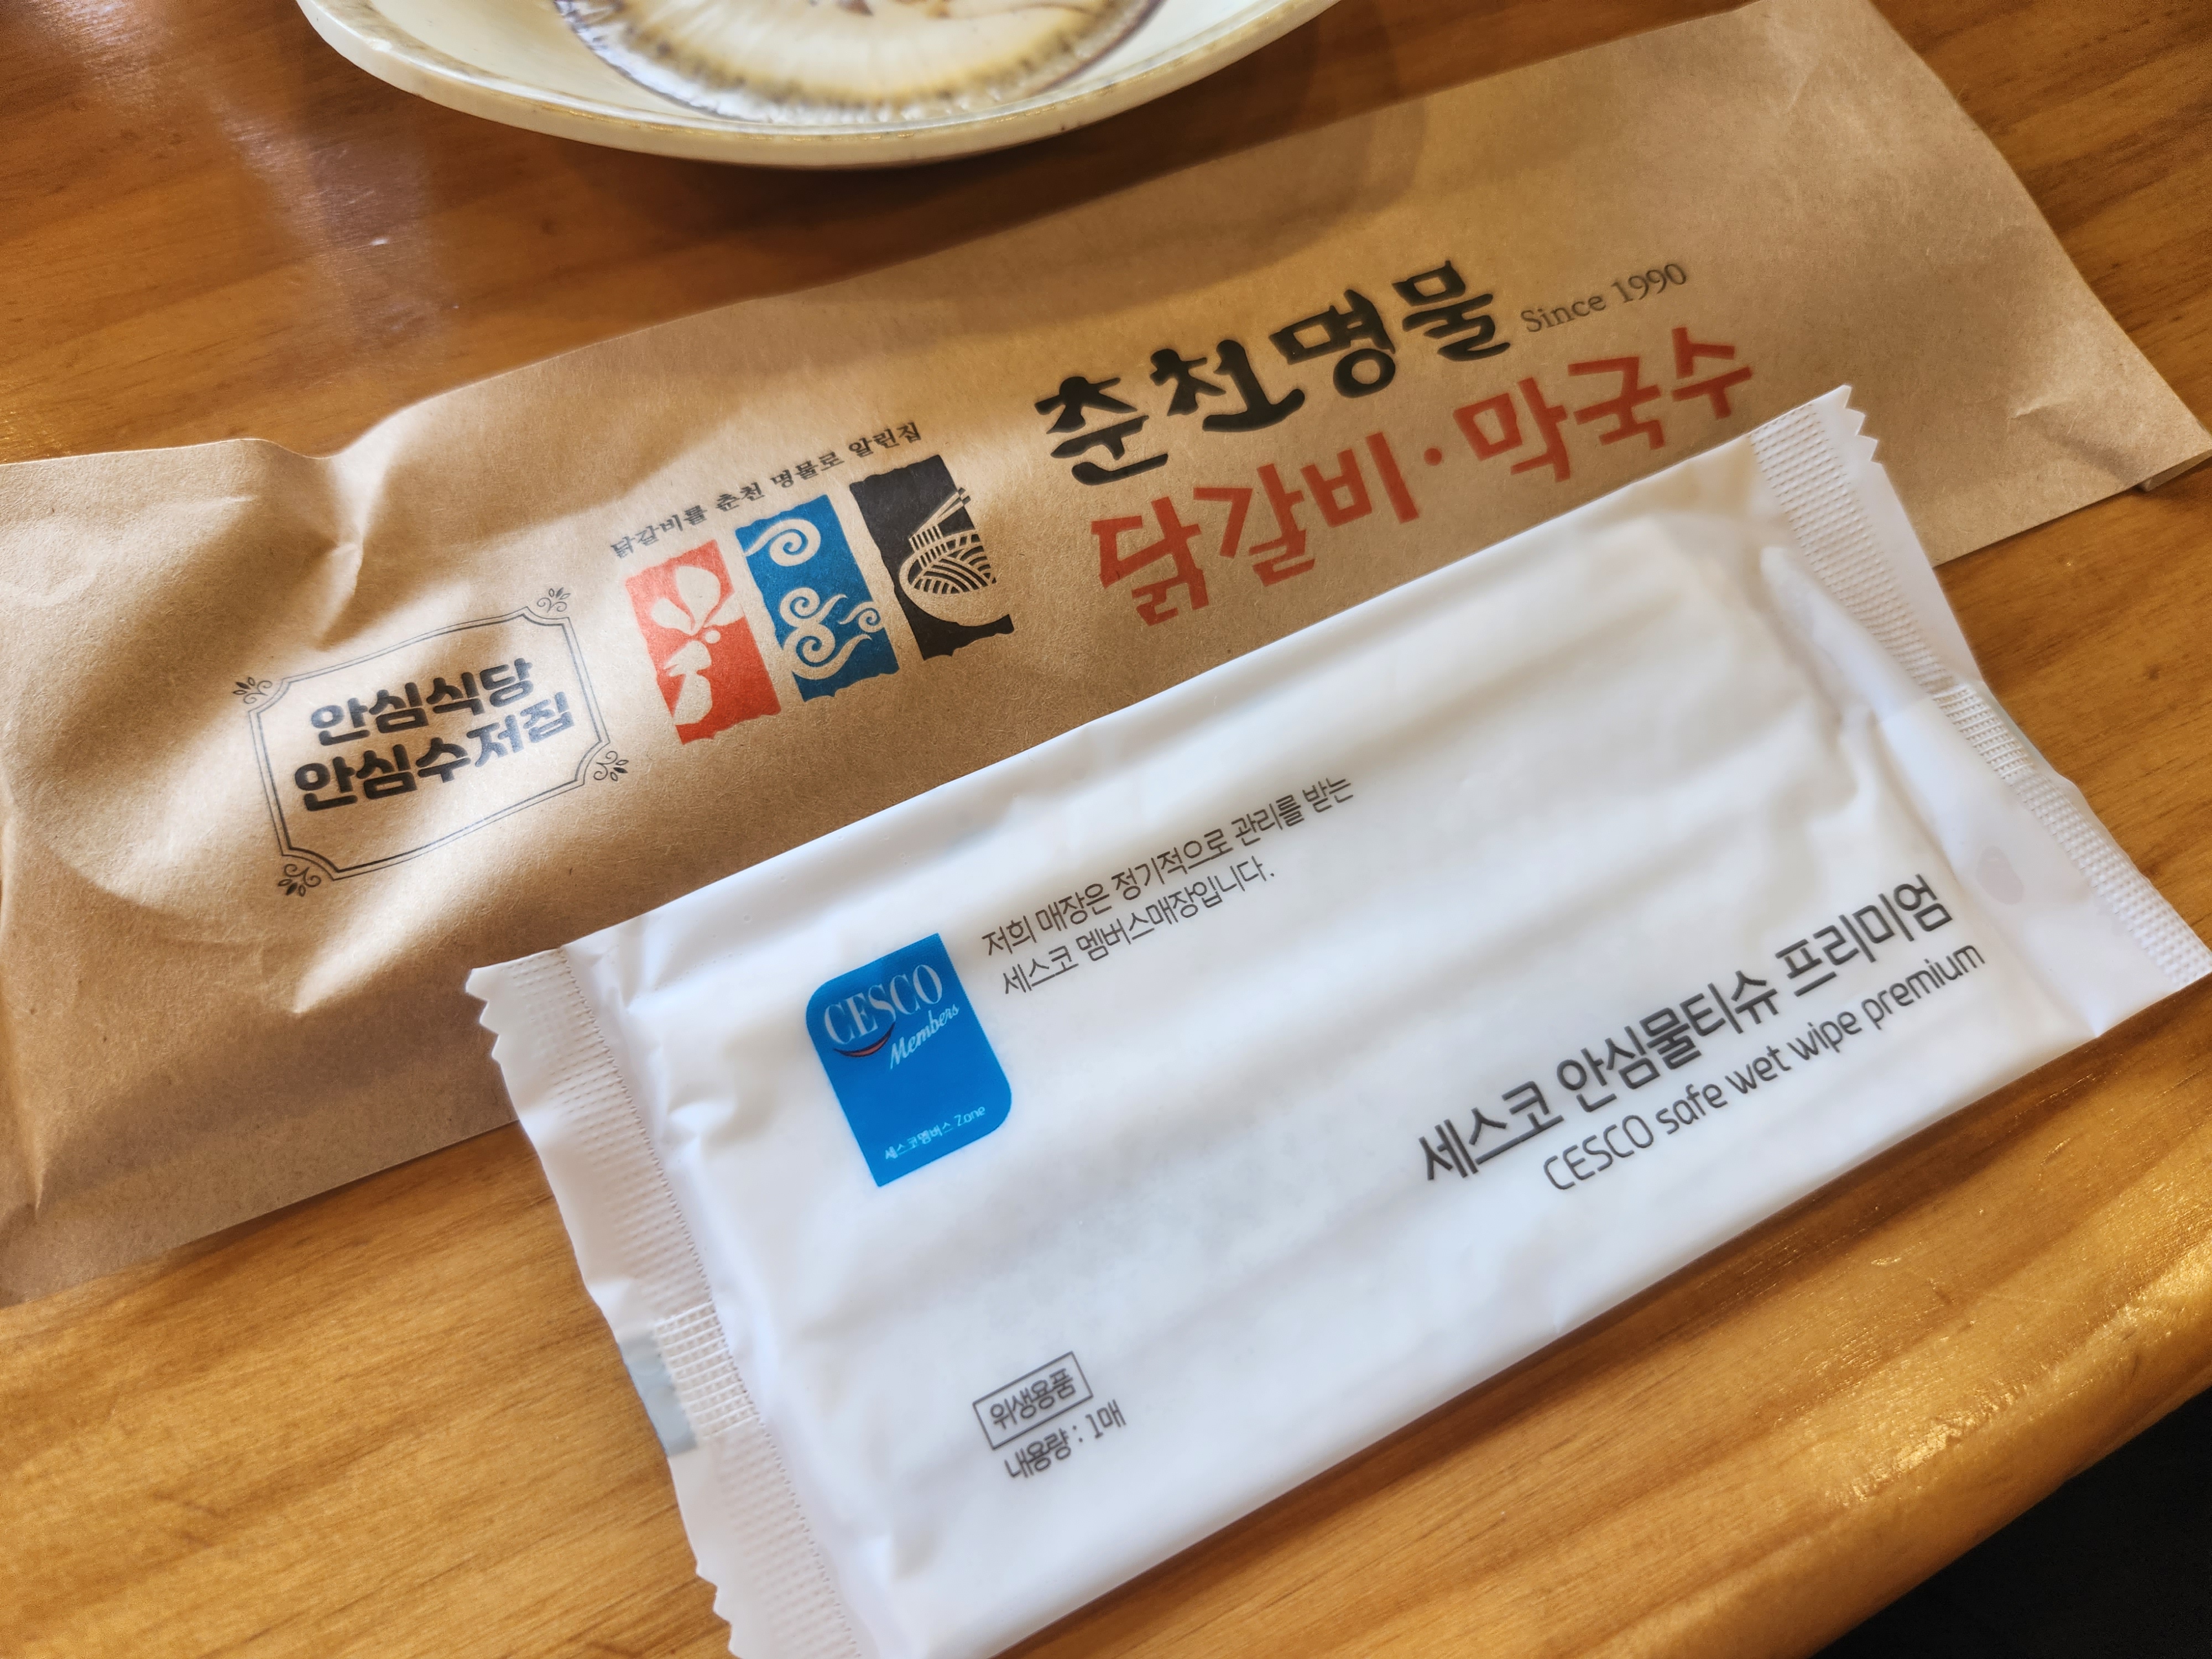 춘천명물 Since 1990
닭갈비·막국수
닭갈비를 춘천 명물로 알린집
안심식당
안심수저집
저희 매장은 정기적으로 관리를 받는
세스코 멤버스매장입니다.
CESCO
Members
세스코멤버스 Zone
세스코 안심물티슈 프리미엄
CESCO safe wet wipe premium
위생용품
내용량 : 1매